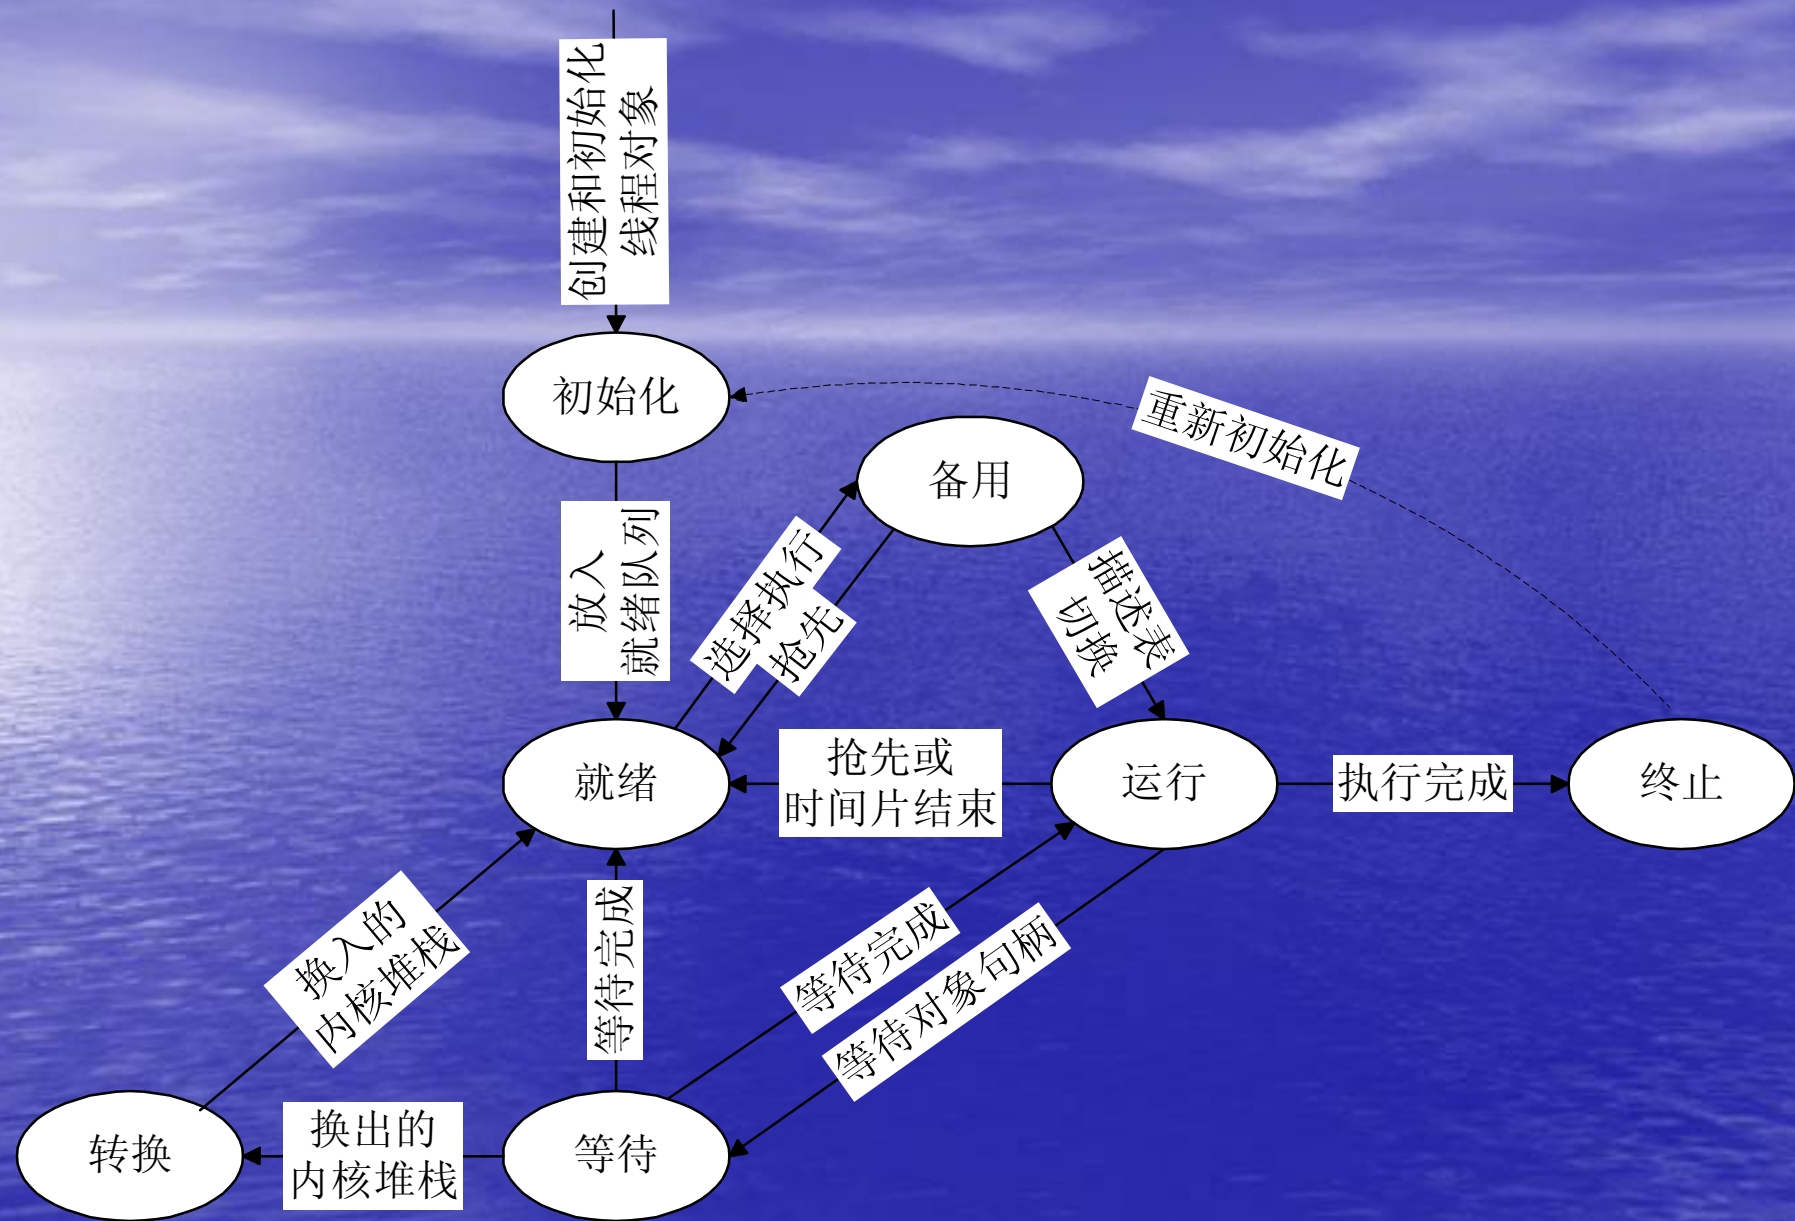 创建和初始化
线程对象
初始化
重新初始化
备用
放入
就绪队列
选择执行
抢先
描述表
切换
就绪
抢先或
时间片结束
运行
执行完成
终止
换入的
内核堆栈
等待完成
等待完成
等待对象句柄
转换
换出的
内核堆栈
等待